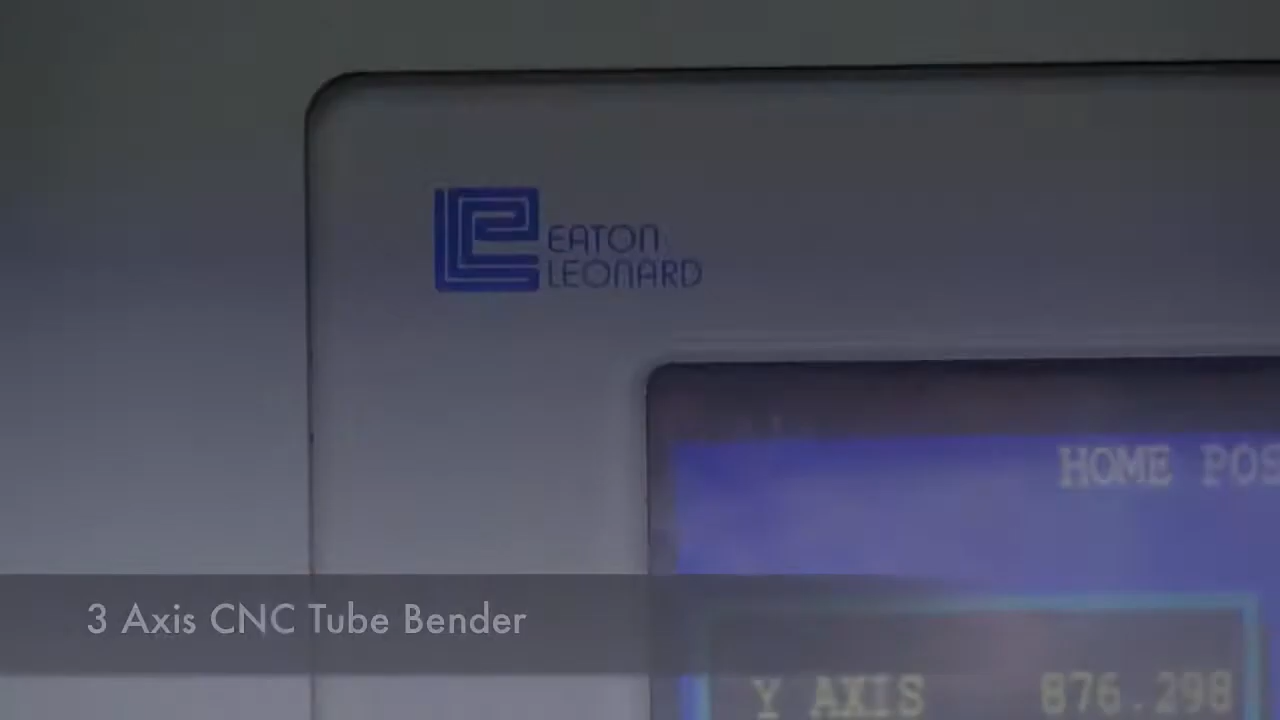 EATON
LEONARD
HOME POS
Y AXIS 876.298
3 Axis CNC Tube Bender